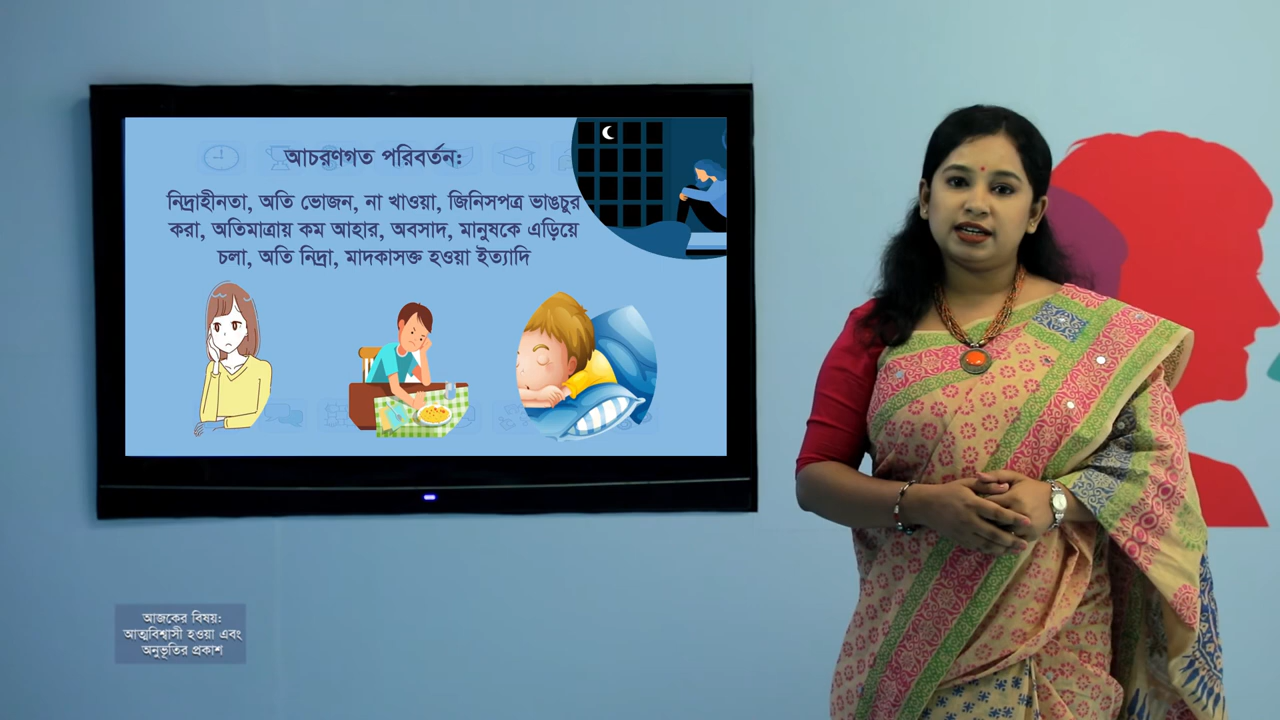 আচরণগত পরিবর্তন:
নিদ্রাহীনতা, অতি ভোজন, না খাওয়া, জিনিসপত্র ভাঙচুর
করা, অতিমাত্রায় কম আহার, অবসাদ, মানুষকে এড়িয়ে
চলা, অতি নিদ্রা, মাদকাসক্ত হওয়া ইত্যাদি
আজকের বিষয়:
আত্মবিশ্বাসী হওয়া এবং
অনুভূতির প্রকাশ